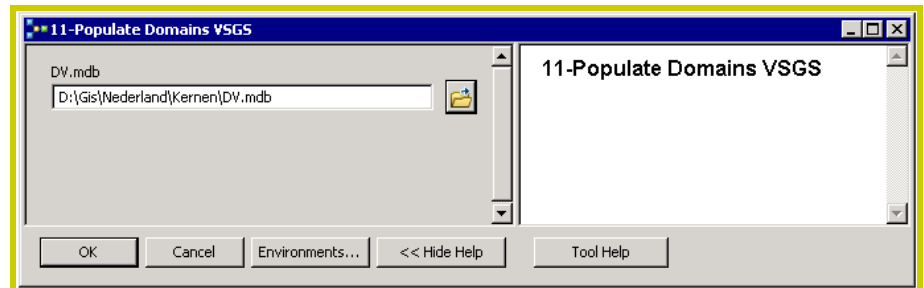 11-Populate Domains VSGS
DV.mdb
D:\Gis\Nederland\Kernen\DV.mdb
11-Populate Domains VSGS
OK
Cancel
Environments...
<< Hide Help
Tool Help